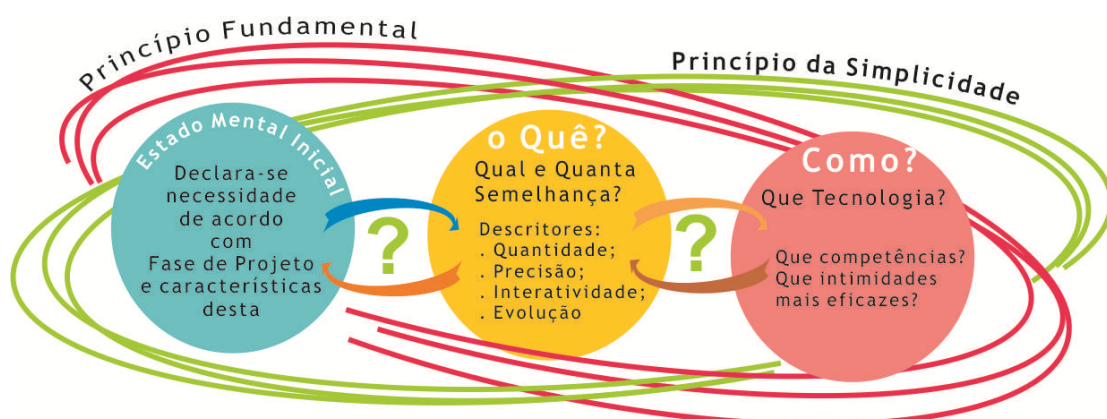 Princípio Fundamental
Princípio da Simplicidade
Estado Mental Inicial
Declara-se
necessidade
de acordo
com
Fase de Projeto
e características
desta
?
o Quê?
Qual e Quanta
Semelhança?
Descritores:
. Quantidade;
. Precisão;
. Interatividade;
. Evolução
?
Como?
Que Tecnologia?
Que competências?
Que intimidades
mais eficazes?